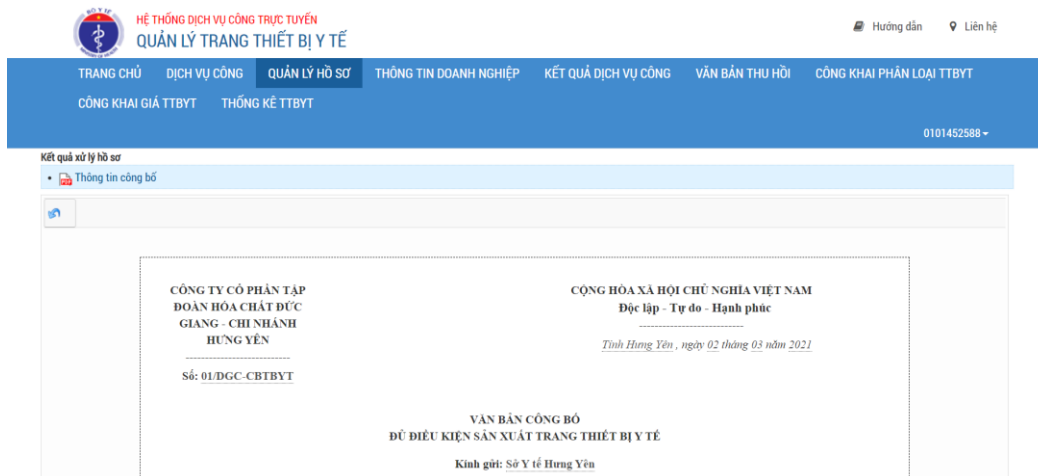 HỆ THỐNG DỊCH VỤ CÔNG TRỰC TUYẾN
QUẢN LÝ TRANG THIẾT BỊ Y TẾ
Hướng dẫn
Liên hệ
TRANG CHỦ
DỊCH VỤ CÔNG
QUẢN LÝ HỒ SƠ
THÔNG TIN DOANH NGHIỆP
KẾT QUẢ DỊCH VỤ CÔNG
VĂN BẢN THU HỒI
CÔNG KHAI PHÂN LOẠI TTBYT
CÔNG KHAI GIÁ TTBYT
THỐNG KÊ TTBYT
0101452588
Kết quả xử lý hồ sơ
Thông tin công bố
CÔNG TY CỔ PHẦN TẬP
ĐOÀN HÓA CHẤT ĐỨC
GIANG - CHI NHÁNH
HƯNG YÊN
---------------------------
Số: 01/DGC-CBTBYT
CỘNG HÒA XÃ HỘI CHỦ NGHĨA VIỆT NAM
Độc lập - Tự do - Hạnh phúc
---------------------------
Tỉnh Hưng Yên , ngày 02 tháng 03 năm 2021
VĂN BẢN CÔNG BỐ
ĐỦ ĐIỀU KIỆN SẢN XUẤT TRANG THIẾT BỊ Y TẾ
Kính gửi: Sở Y tế Hưng Yên